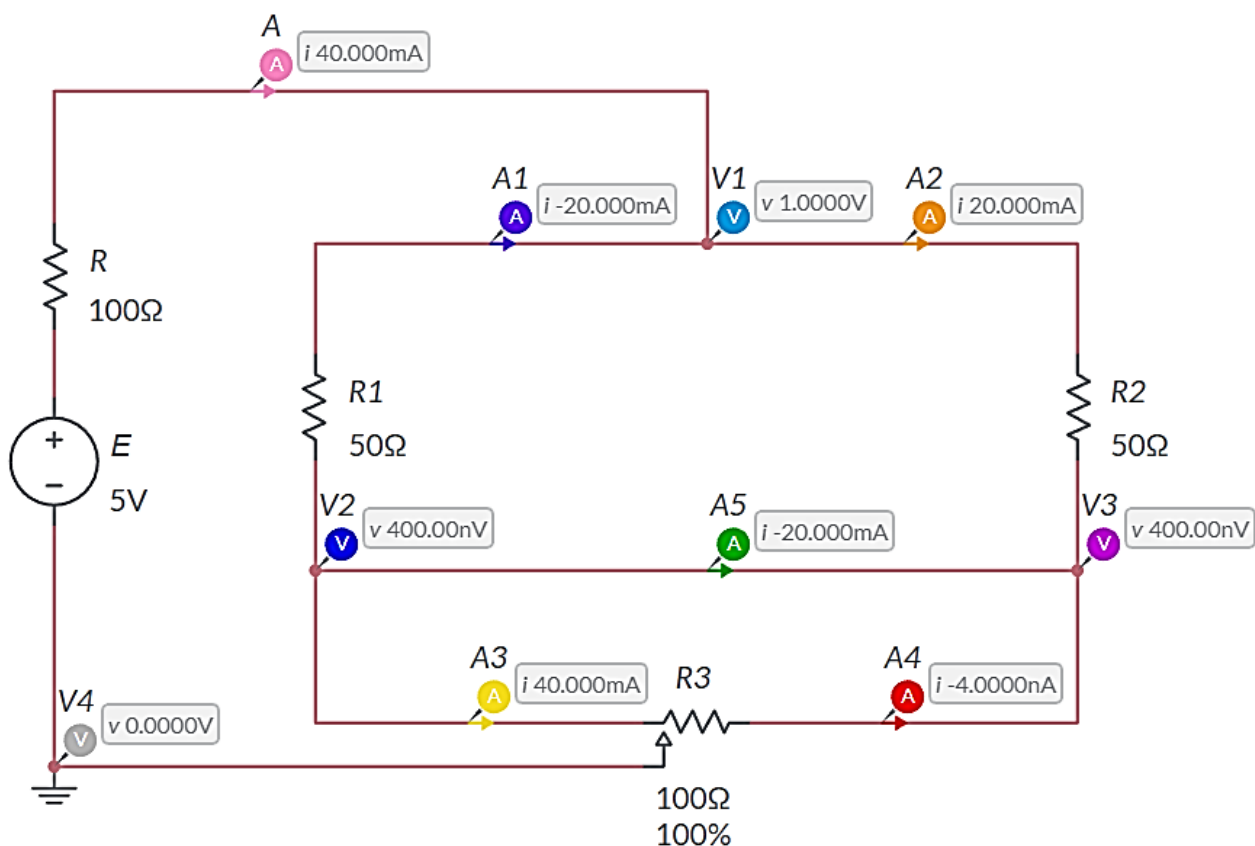 A
A
i 40.000mA
A1
A
i -20.000mA
V1
V
v 1.0000V
A2
A
i 20.000mA
R
100Ω
R1
50Ω
R2
50Ω
+
E
−
5V
V2
V
v 400.00nV
A5
A
i -20.000mA
V3
V
v 400.00nV
A3
A
i 40.000mA
R3
A4
A
i -4.0000nA
V4
V
v 0.0000V
100Ω
100%